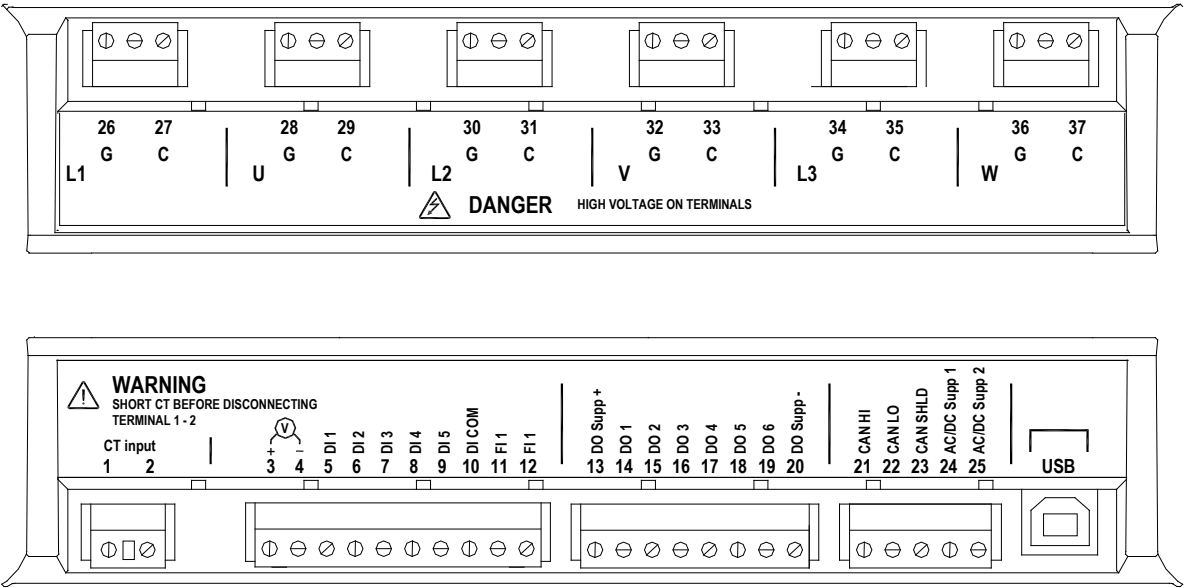 26 27 28 29 30 31 32 33 34 35 36 37
G C G C G C G C G C G C
L1 U L2 V L3 W
DANGER HIGH VOLTAGE ON TERMINALS
WARNING
SHORT CT BEFORE DISCONNECTING
TERMINAL 1 - 2
CT input
1 2
V
+ –
3 4
5 DI 1
6 DI 2
7 DI 3
8 DI 4
9 DI 5
10 DI COM
11 FI 1
12 FI 1
13 DO Supp +
14 DO 1
15 DO 2
16 DO 3
17 DO 4
18 DO 5
19 DO 6
20 DO Supp -
21 CAN HI
22 CAN LO
23 CAN SHLD
24 AC/DC Supp 1
25 AC/DC Supp 2
USB